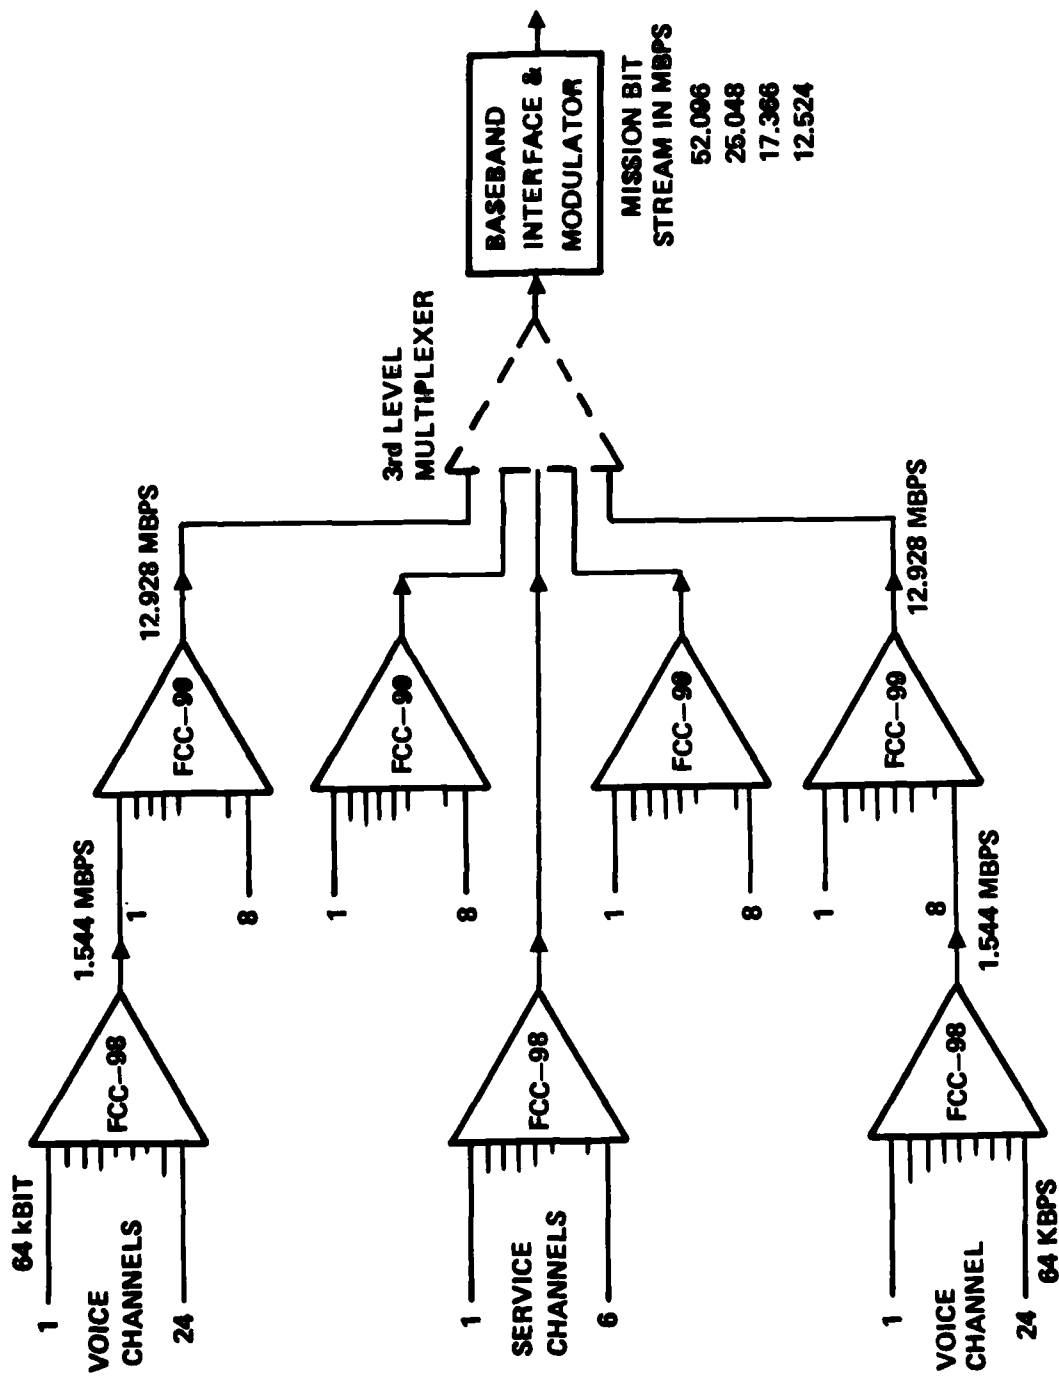 64 kBIT
1
VOICE
CHANNELS
24
FCC-98
1.544 MBPS
1
8
FCC-99
12.928 MBPS
1
8
FCC-99
3rd LEVEL
MULTIPLEXER
SERVICE
CHANNELS
1
6
FCC-98
BASEBAND
INTERFACE &
MODULATOR
MISSION BIT
STREAM IN MBPS
52.096
25.048
17.366
12.524
1
8
FCC-99
1
VOICE
CHANNEL
24
64 KBPS
FCC-98
1.544 MBPS
1
8
FCC-99
12.928 MBPS